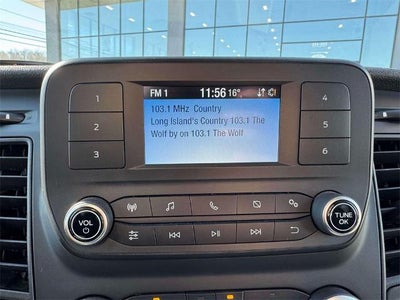 FM 1 11:56 16°
103.1 MHz Country
Long Island's Country 103.1 The
Wolf by on 103.1 The Wolf
1
2
3
4
5
6
VOL
TUNE
OK